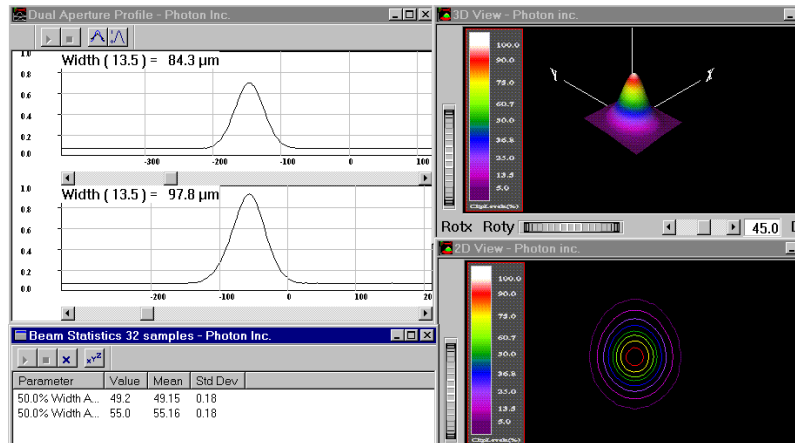 Dual Aperture Profile - Photon Inc.
Width ( 13.5 ) = 84.3 µm
1.0
0.8
0.6
0.4
0.2
0.0
-300 -200 -100 0 100
Width ( 13.5 ) = 97.8 µm
1.0
0.8
0.6
0.4
0.2
0.0
-200 -100 0 100 20
Beam Statistics 32 samples - Photon Inc.
Parameter Value Mean Std Dev
50.0% Width A... 49.2 49.15 0.18
50.0% Width A... 55.0 55.16 0.18
3D View - Photon inc.
100.0
90.0
75.0
60.7
50.0
36.8
25.0
13.5
5.0
ClipLevels(%)
Y X
Rotx Roty 45.0
2D View - Photon inc.
100.0
90.0
75.0
60.7
50.0
36.8
25.0
13.5
5.0
ClipLevels(%)